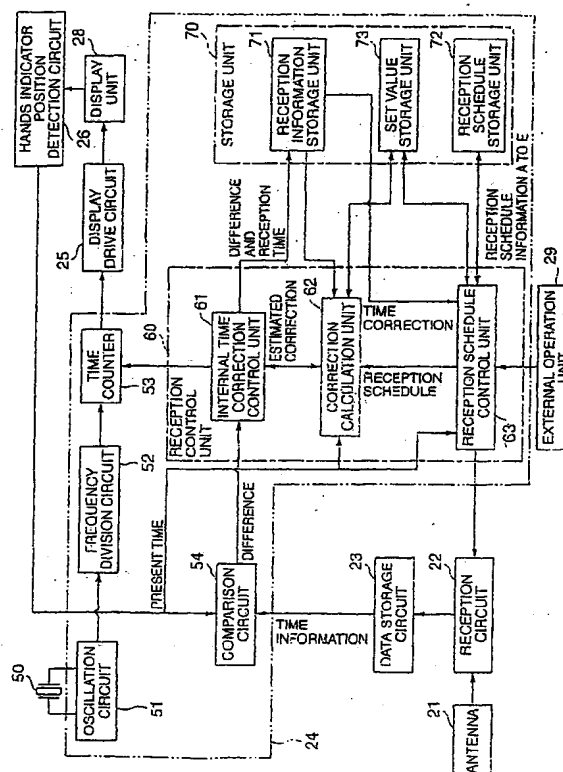 HANDS INDICATOR
POSITION
DETECTION CIRCUIT
26
28
DISPLAY
UNIT
25
DISPLAY
DRIVE CIRCUIT
TIME
COUNTER
53
52
FREQUENCY
DIVISION CIRCUIT
50
OSCILLATION
CIRCUIT
51
70
STORAGE UNIT
71
RECEPTION
INFORMATION
STORAGE UNIT
73
SET VALUE
STORAGE UNIT
72
RECEPTION
SCHEDULE
STORAGE UNIT
DIFFERENCE
AND
RECEPTION TIME
RECEPTION SCHEDULE
INFORMATION A TO E
60
RECEPTION
CONTROL
UNIT
61
INTERNAL TIME
CORRECTION
CONTROL UNIT
ESTIMATED
CORRECTION
62
CORRECTION
CALCULATION UNIT
TIME
CORRECTION
RECEPTION
SCHEDULE
RECEPTION SCHEDULE
CONTROL UNIT
63
29
EXTERNAL OPERATION
UNIT
PRESENT TIME
54
COMPARISON
CIRCUIT
DIFFERENCE
TIME
INFORMATION
23
DATA STORAGE
CIRCUIT
22
RECEPTION
CIRCUIT
21
ANTENNA
24